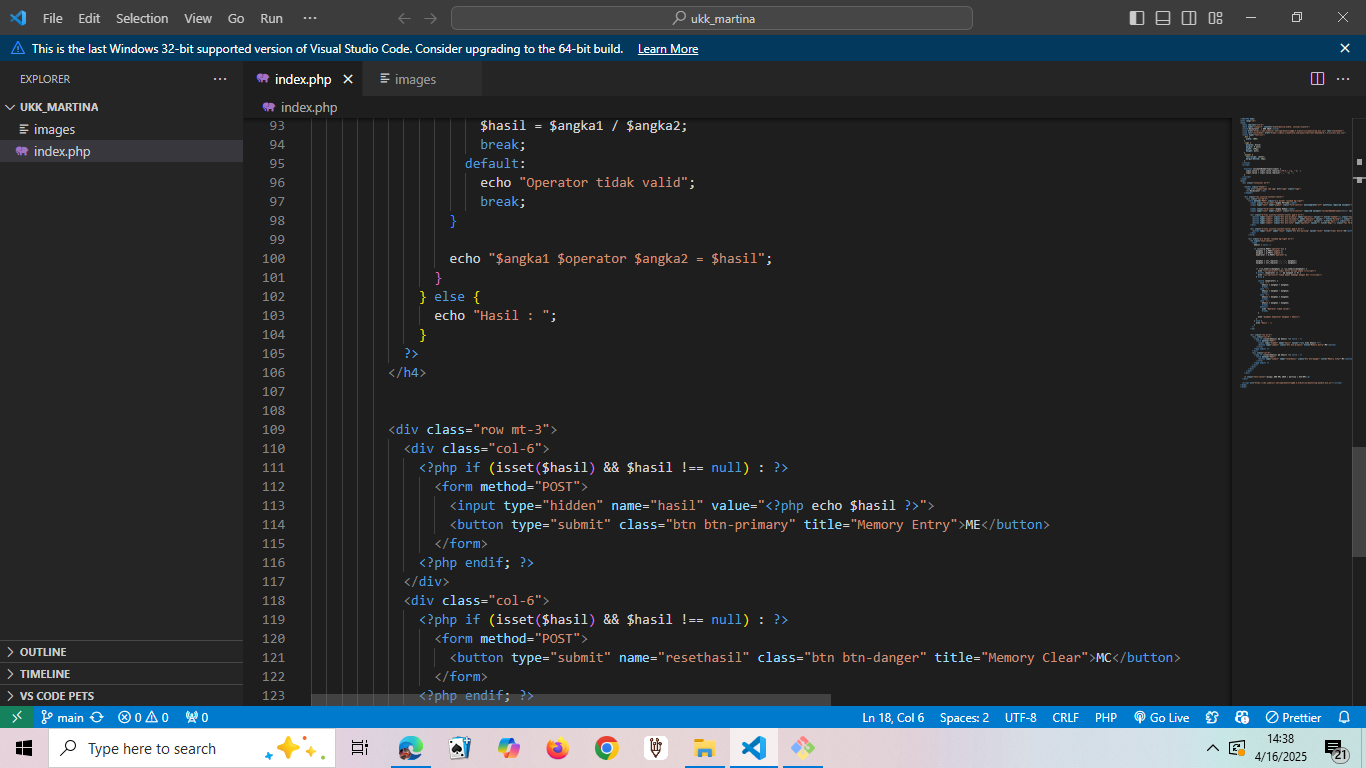 File Edit Selection View Go Run ··· ukk_martina
This is the last Windows 32-bit supported version of Visual Studio Code. Consider upgrading to the 64-bit build. Learn More
EXPLORER ···
UKK_MARTINA
images
index.php
index.php images
index.php
93 $hasil = $angka1 / $angka2;
94 break;
95 default:
96 echo "Operator tidak valid";
97 break;
98 }
99
100 echo "$angka1 $operator $angka2 = $hasil";
101 }
102 } else {
103 echo "Hasil : ";
104 }
105 ?>
106 </h4>
107
108
109 <div class="row mt-3">
110 <div class="col-6">
111 <?php if (isset($hasil) && $hasil !== null) : ?>
112 <form method="POST">
113 <input type="hidden" name="hasil" value="<?php echo $hasil ?>">
114 <button type="submit" class="btn btn-primary" title="Memory Entry">ME</button>
115 </form>
116 <?php endif; ?>
117 </div>
118 <div class="col-6">
119 <?php if (isset($hasil) && $hasil !== null) : ?>
120 <form method="POST">
121 <button type="submit" name="resethasil" class="btn btn-danger" title="Memory Clear">MC</button>
122 </form>
123 <?php endif; ?>
OUTLINE
TIMELINE
VS CODE PETS
main 0 0 0 Ln 18, Col 6 Spaces: 2 UTF-8 CRLF PHP Go Live Prettier
Type here to search
14:38
4/16/2025
21